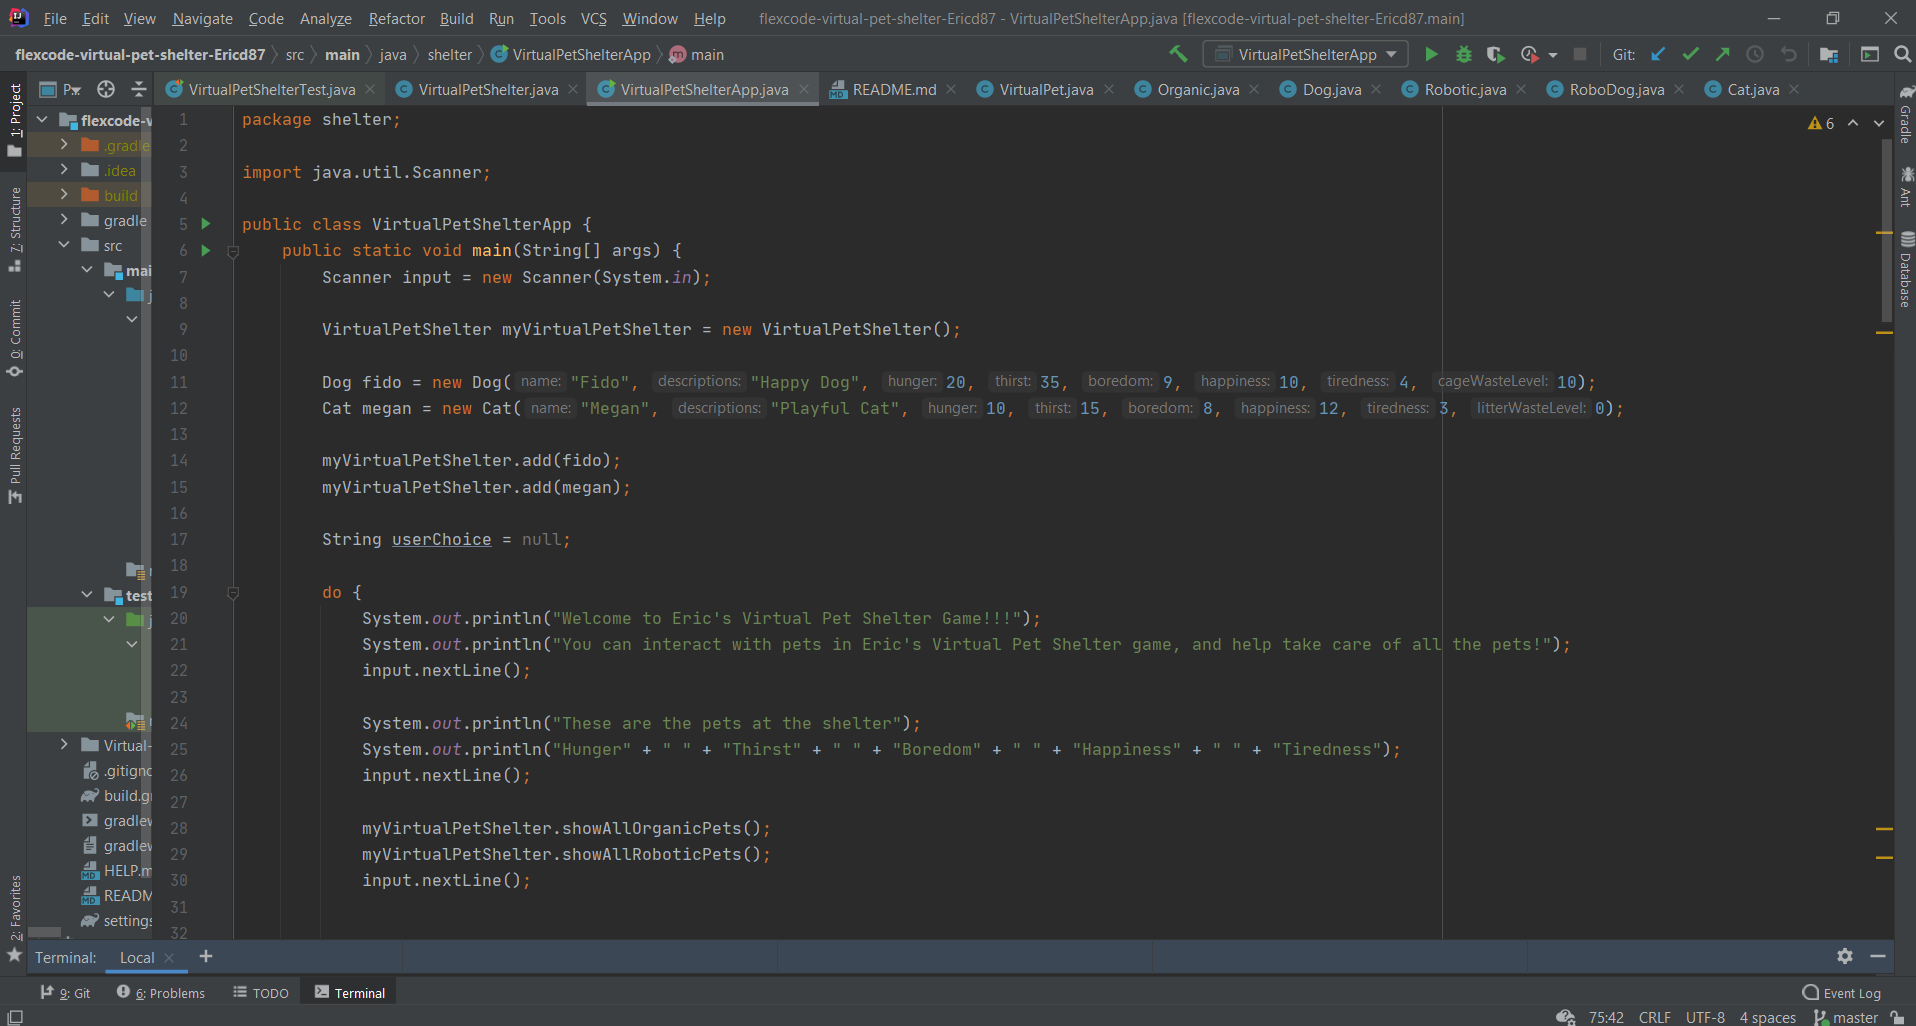 File Edit View Navigate Code Analyze Refactor Build Run Tools VCS Window Help flexcode-virtual-pet-shelter-Ericd87 - VirtualPetShelterApp.java [flexcode-virtual-pet-shelter-Ericd87.main]
flexcode-virtual-pet-shelter-Ericd87 src main java shelter VirtualPetShelterApp main VirtualPetShelterApp Git:
P.. VirtualPetShelterTest.java VirtualPetShelter.java VirtualPetShelterApp.java README.md VirtualPet.java Organic.java Dog.java Robotic.java RoboDog.java Cat.java
1: Project
7: Structure
0: Commit
Pull Requests
2: Favorites
flexcode-v
.gradle
.idea
build
gradle
src
mai
j
test
j
Virtual-
.gitigno
build.gr
gradlew
gradlew
HELP.m
READM
settings
6
1 package shelter;
2
3 import java.util.Scanner;
4
5 public class VirtualPetShelterApp {
6 public static void main(String[] args) {
7 Scanner input = new Scanner(System.in);
8
9 VirtualPetShelter myVirtualPetShelter = new VirtualPetShelter();
10
11 Dog fido = new Dog( name: "Fido", descriptions: "Happy Dog", hunger: 20, thirst: 35, boredom: 9, happiness: 10, tiredness: 4, cageWasteLevel: 10);
12 Cat megan = new Cat( name: "Megan", descriptions: "Playful Cat", hunger: 10, thirst: 15, boredom: 8, happiness: 12, tiredness: 3, litterWasteLevel: 0);
13
14 myVirtualPetShelter.add(fido);
15 myVirtualPetShelter.add(megan);
16
17 String userChoice = null;
18
19 do {
20 System.out.println("Welcome to Eric's Virtual Pet Shelter Game!!!");
21 System.out.println("You can interact with pets in Eric's Virtual Pet Shelter game, and help take care of all the pets!");
22 input.nextLine();
23
24 System.out.println("These are the pets at the shelter");
25 System.out.println("Hunger" + " " + "Thirst" + " " + "Boredom" + " " + "Happiness" + " " + "Tiredness");
26 input.nextLine();
27
28 myVirtualPetShelter.showAllOrganicPets();
29 myVirtualPetShelter.showAllRoboticPets();
30 input.nextLine();
31
32
Gradle
Ant
Database
Terminal: Local +
9: Git 6: Problems TODO Terminal Event Log
75:42 CRLF UTF-8 4 spaces master